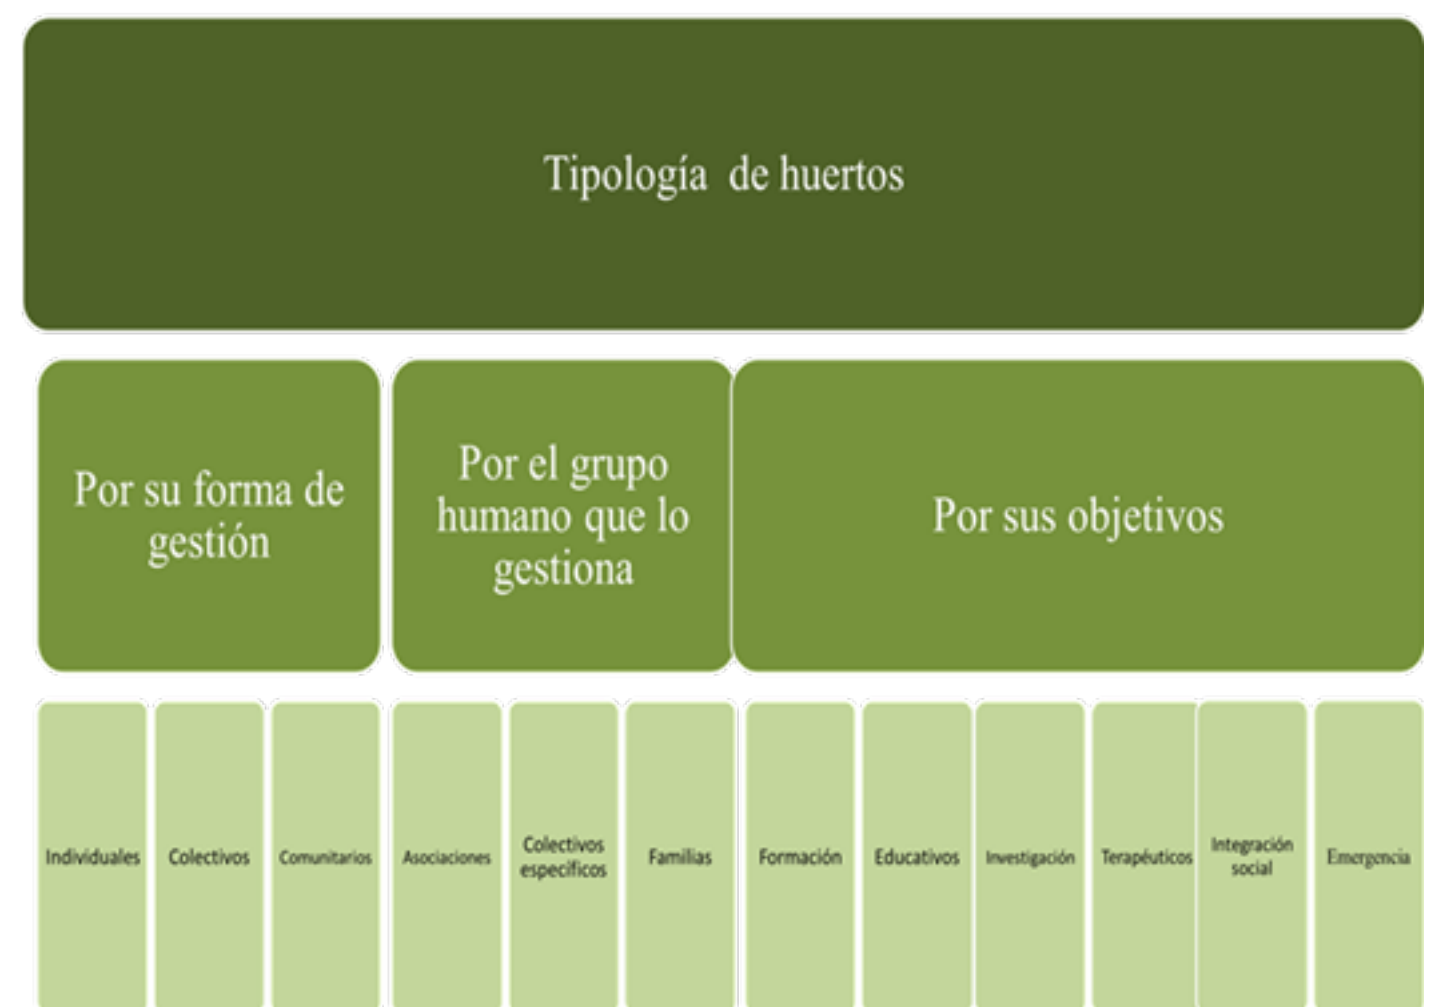 Tipología de huertos
Por su forma de
gestión
Por el grupo
humano que lo
gestiona
Por sus objetivos
Individuales
Colectivos
Comunitarios
Asociaciones
Colectivos
específicos
Familias
Formación
Educativos
Investigación
Terapéuticos
Integración
social
Emergencia